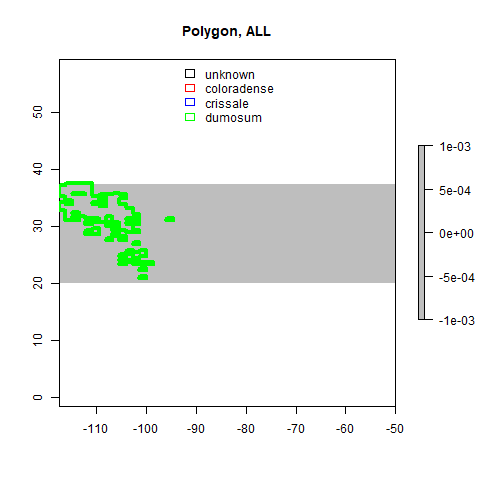 Polygon, ALL
unknown
coloradense
crissale
dumosum
50
40
30
20
10
0
-110
-100
-90
-80
-70
-60
-50
1e-03
5e-04
0e+00
-5e-04
-1e-03